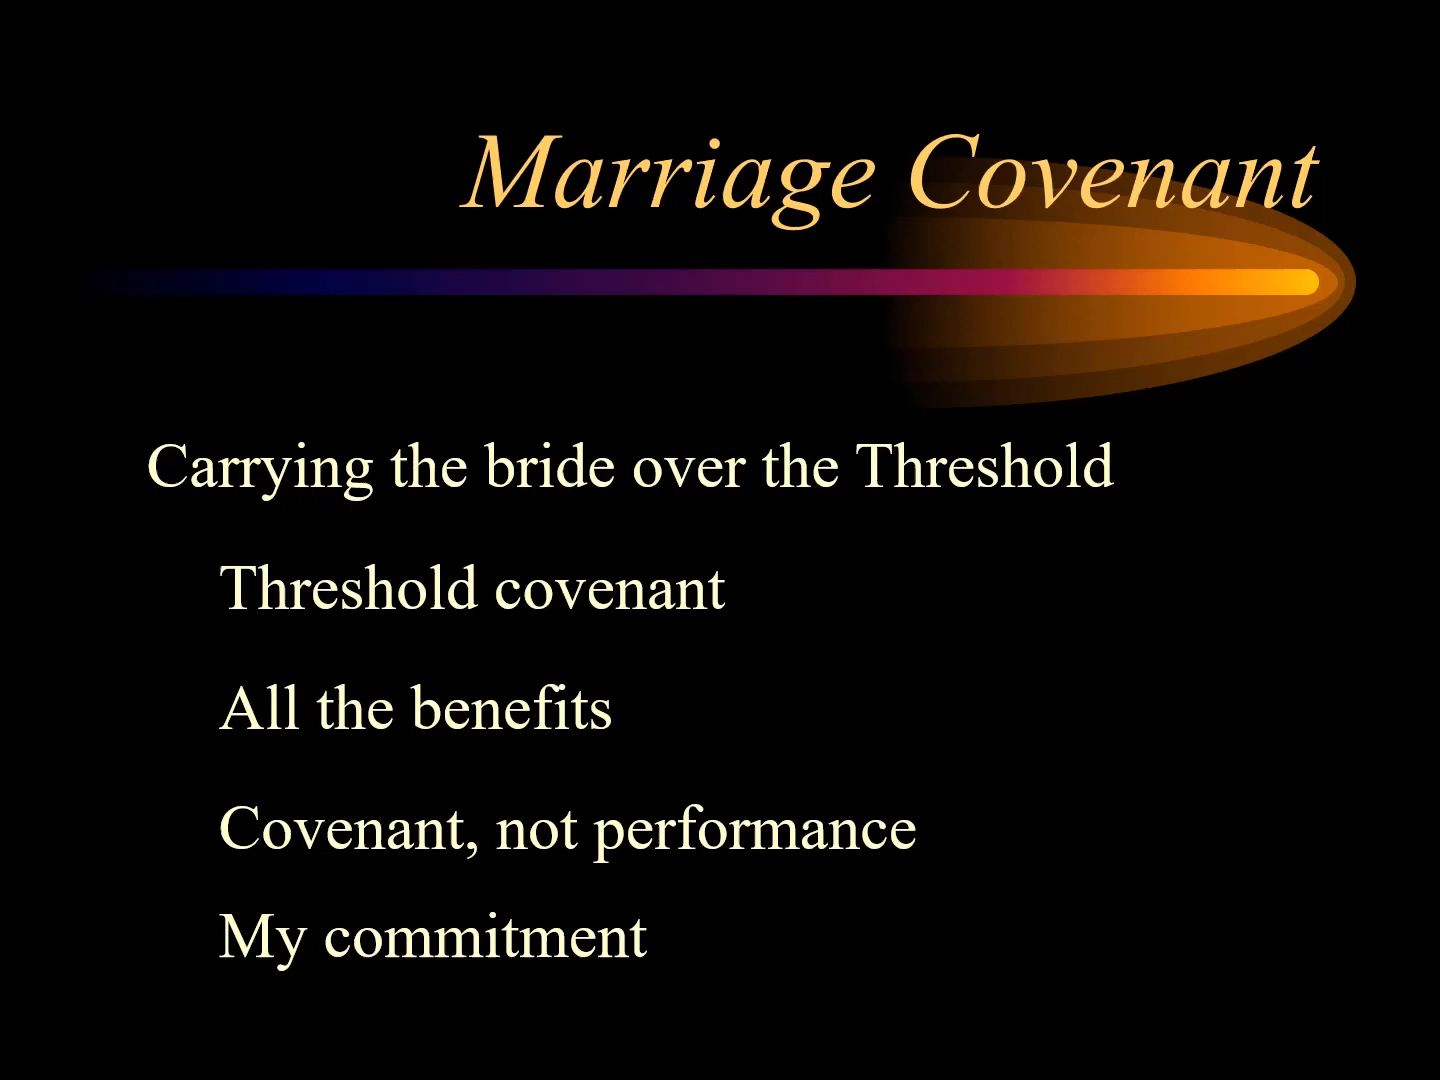 Marriage Covenant
Carrying the bride over the Threshold
Threshold covenant
All the benefits
Covenant, not performance
My commitment